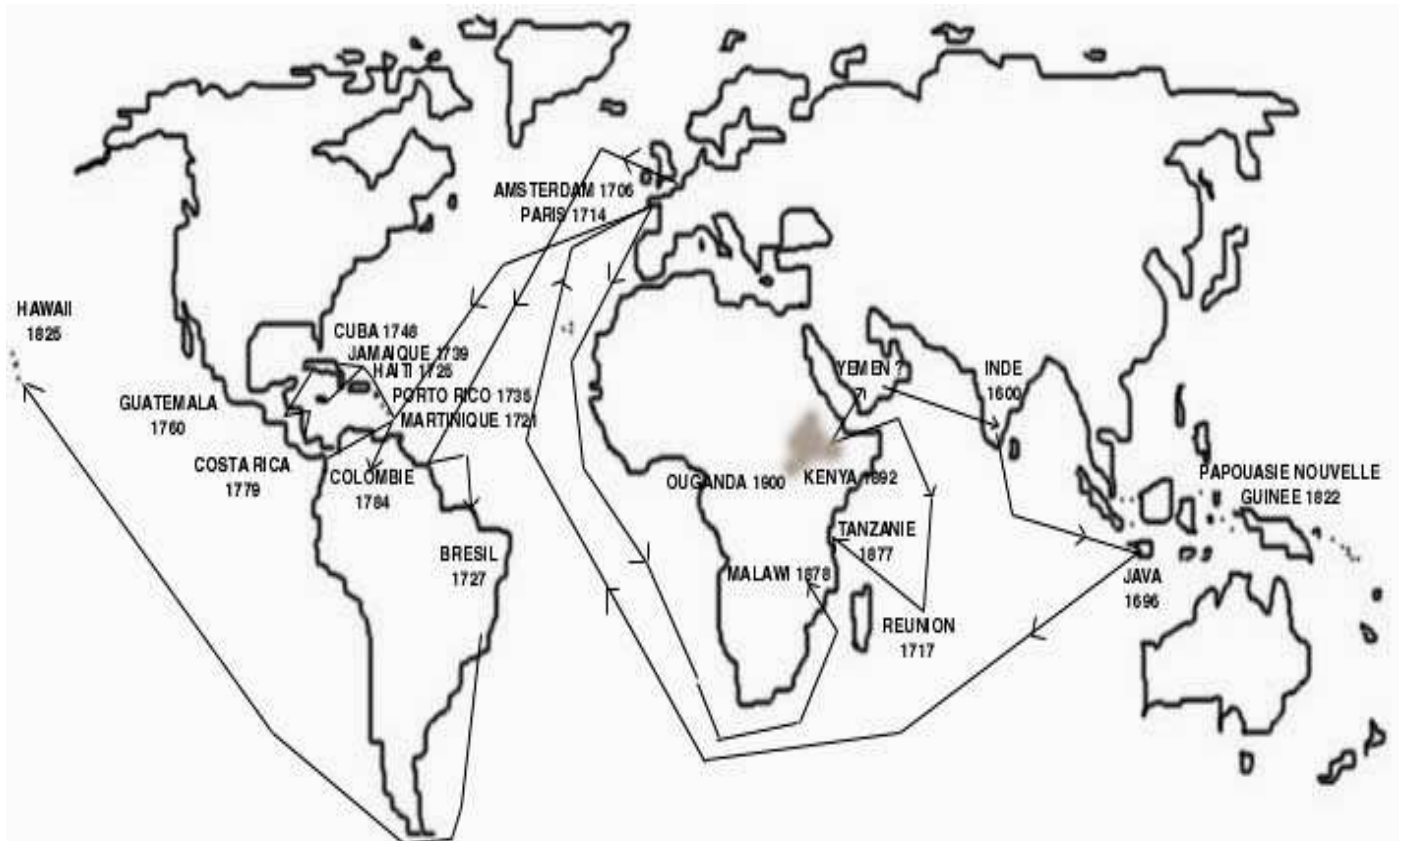 AMSTERDAM 1706
PARIS 1714
HAWAII
1825
CUBA 1748
JAMAIQUE 1739
HAITI 1725
PORTO RICO 1735
MARTINIQUE 1721
GUATEMALA
1760
COSTA RICA
1779
COLOMBIE
1784
BRESIL
1727
YEMEN ?
INDE
1600
OUGANDA 1900
KENYA 1892
TANZANIE
1877
MALAWI 1878
REUNION
1717
JAVA
1696
PAPOUASIE NOUVELLE
GUINEE 1822